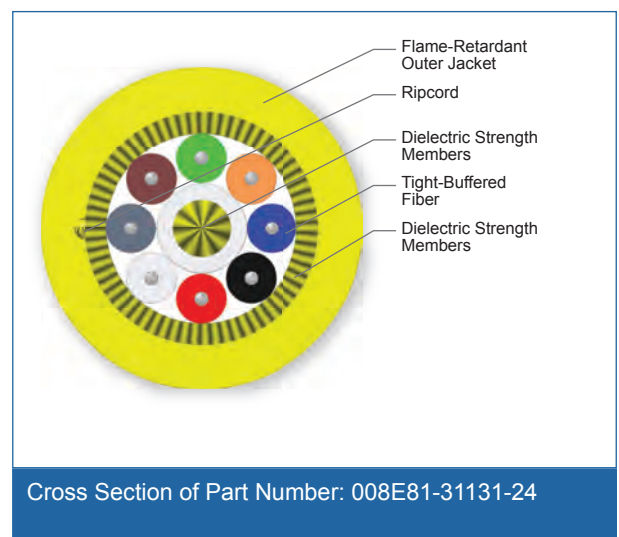 Flame-Retardant
Outer Jacket
Ripcord
Dielectric Strength
Members
Tight-Buffered
Fiber
Dielectric Strength
Members
Cross Section of Part Number: 008E81-31131-24